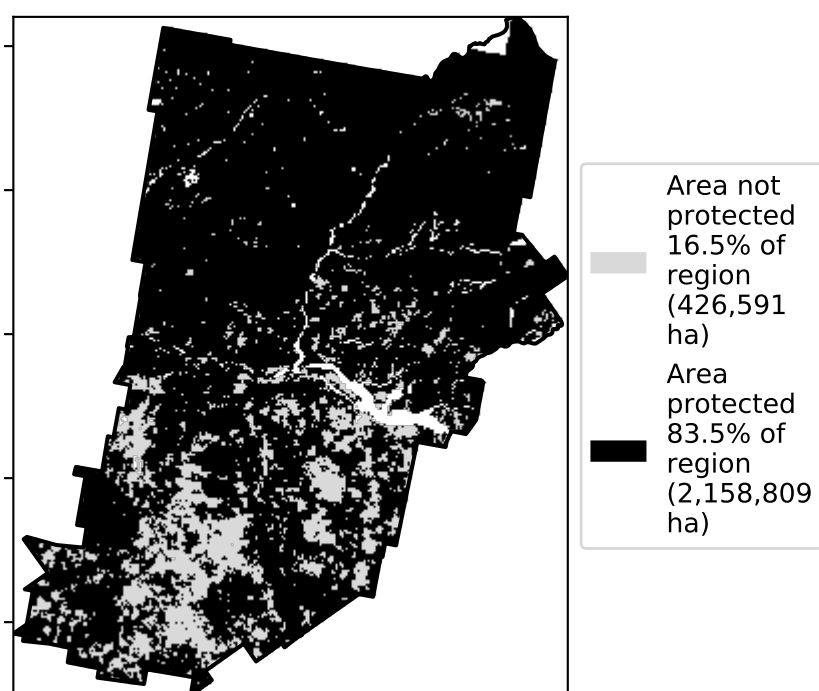 Area not
protected
16.5% of
region
(426,591
ha)
Area
protected
83.5% of
region
(2,158,809
ha)